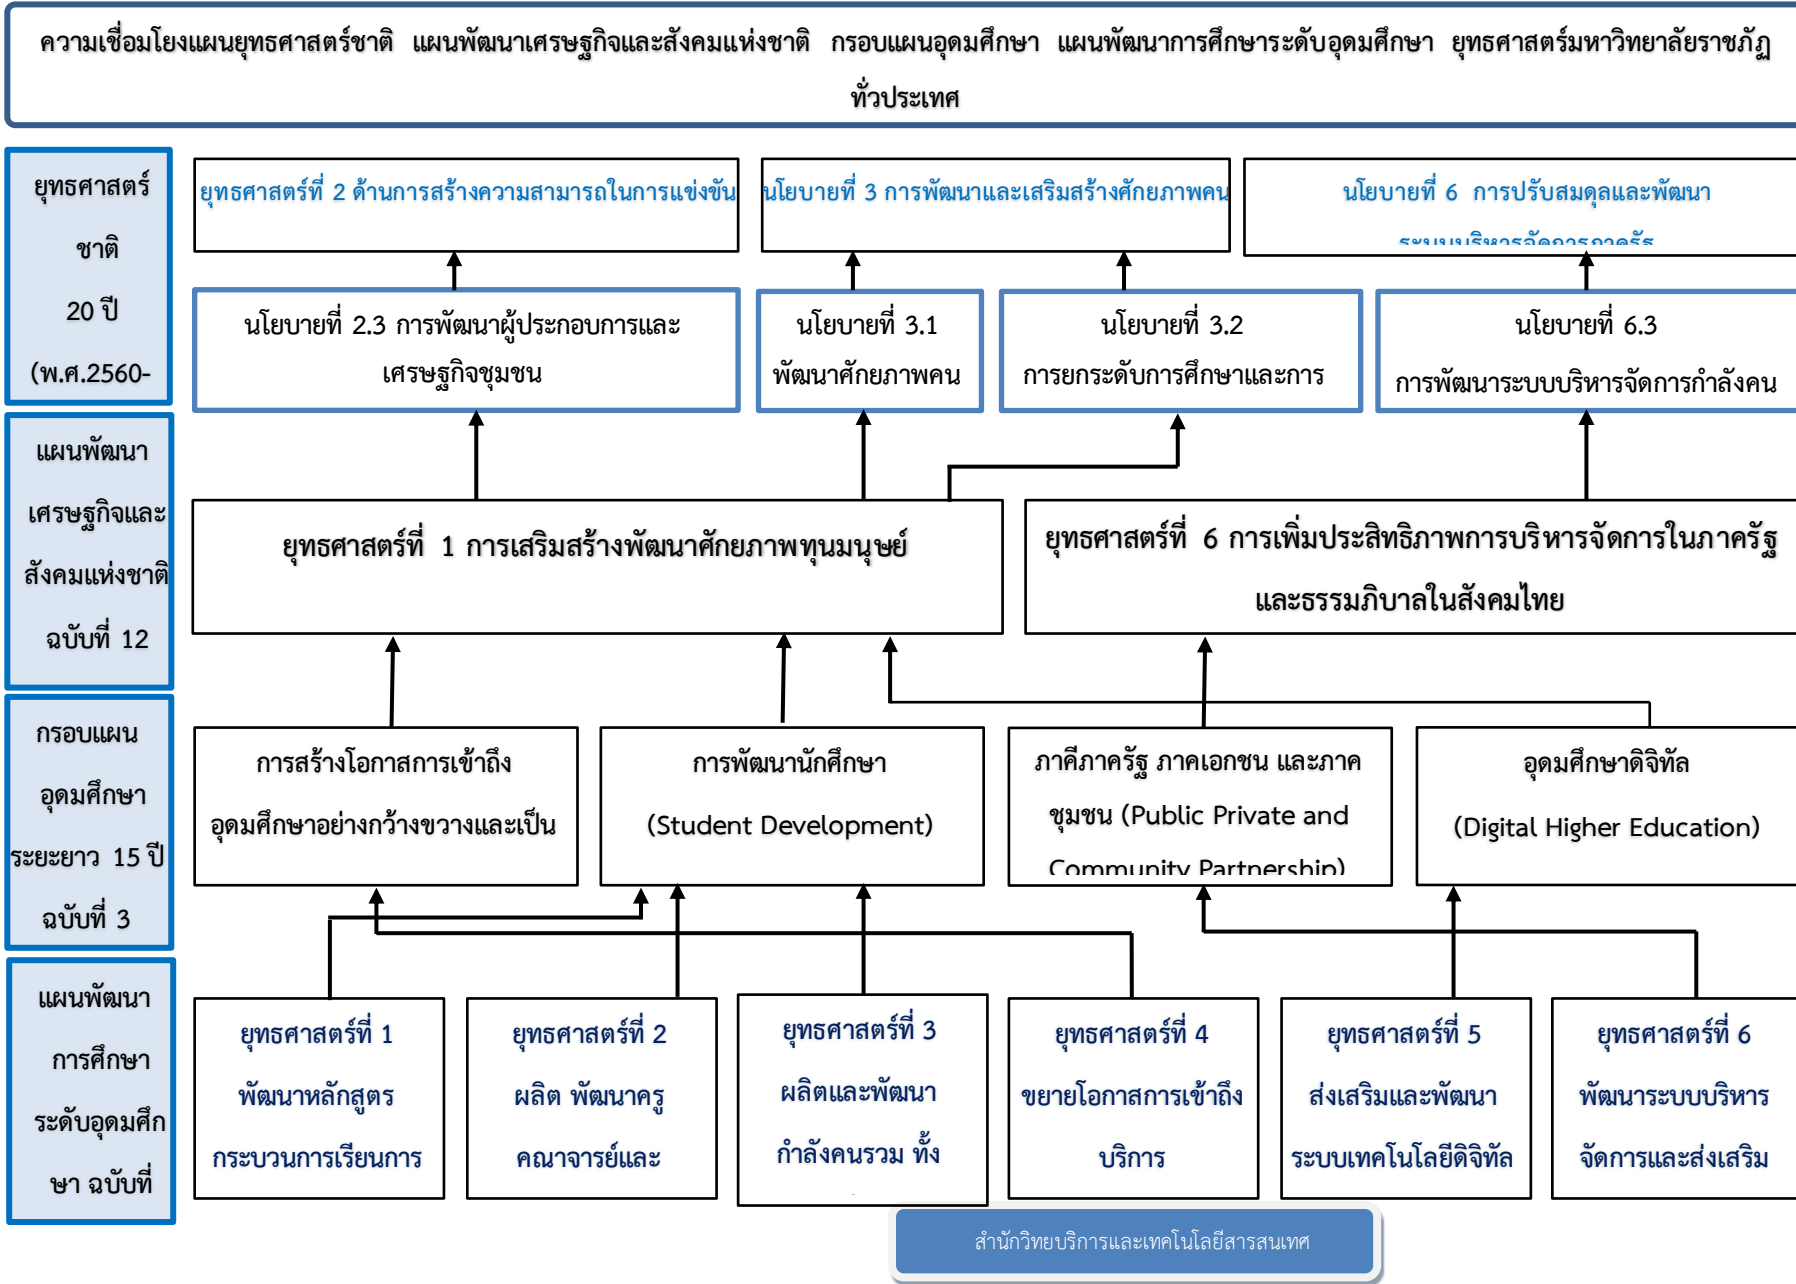 ความเชื่อมโยงแผนยุทธศาสตร์ชาติ แผนพัฒนาเศรษฐกิจและสังคมแห่งชาติ กรอบแผนอุดมศึกษา แผนพัฒนาการศึกษาระดับอุดมศึกษา ยุทธศาสตร์มหาวิทยาลัยราชภัฏ
ทั่วประเทศ
ยุทธศาสตร์
ชาติ
20 ปี
(พ.ศ.2560-
ยุทธศาสตร์ที่ 2 ด้านการสร้างความสามารถในการแข่งขัน
นโยบายที่ 3 การพัฒนาและเสริมสร้างศักยภาพคน
นโยบายที่ 6 การปรับสมดุลและพัฒนา
ระบบบริหารจัดการภาครัฐ
นโยบายที่ 2.3 การพัฒนาผู้ประกอบการและ
เศรษฐกิจชุมชน
นโยบายที่ 3.1
พัฒนาศักยภาพคน
นโยบายที่ 3.2
การยกระดับการศึกษาและการ
นโยบายที่ 6.3
การพัฒนาระบบบริหารจัดการกำลังคน
แผนพัฒนา
เศรษฐกิจและ
สังคมแห่งชาติ
ฉบับที่ 12
ยุทธศาสตร์ที่ 1 การเสริมสร้างพัฒนาศักยภาพทุนมนุษย์
ยุทธศาสตร์ที่ 6 การเพิ่มประสิทธิภาพการบริหารจัดการในภาครัฐ
และธรรมภิบาลในสังคมไทย
กรอบแผน
อุดมศึกษา
ระยะยาว 15 ปี
ฉบับที่ 3
การสร้างโอกาสการเข้าถึง
อุดมศึกษาอย่างกว้างขวางและเป็น
การพัฒนานักศึกษา
(Student Development)
ภาคีภาครัฐ ภาคเอกชน และภาค
ชุมชน (Public Private and
Community Partnership)
อุดมศึกษาดิจิทัล
(Digital Higher Education)
แผนพัฒนา
การศึกษา
ระดับอุดมศึก
ษา ฉบับที่
ยุทธศาสตร์ที่ 1
พัฒนาหลักสูตร
กระบวนการเรียนการ
ยุทธศาสตร์ที่ 2
ผลิต พัฒนาครู
คณาจารย์และ
ยุทธศาสตร์ที่ 3
ผลิตและพัฒนา
กำลังคนรวม ทั้ง
ยุทธศาสตร์ที่ 4
ขยายโอกาสการเข้าถึง
บริการ
ยุทธศาสตร์ที่ 5
ส่งเสริมและพัฒนา
ระบบเทคโนโลยีดิจิทัล
ยุทธศาสตร์ที่ 6
พัฒนาระบบบริหาร
จัดการและส่งเสริม
สำนักวิทยบริการและเทคโนโลยีสารสนเทศ